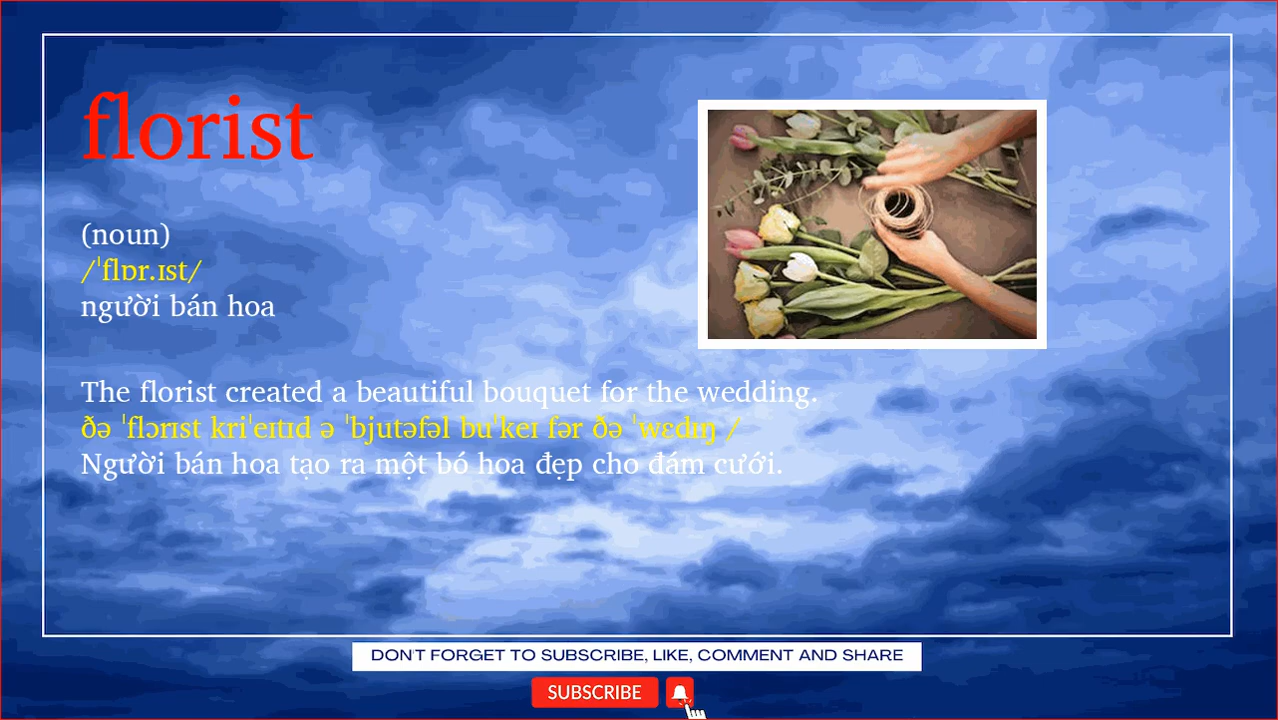 florist
(noun)
/ˈflɒr.ɪst/
người bán hoa
The florist created a beautiful bouquet for the wedding.
ðə ˈflɔrɪst kriˈeɪtɪd ə ˈbjutəfəl buˈkeɪ fər ðə ˈwɛdɪŋ /
Người bán hoa tạo ra một bó hoa đẹp cho đám cưới.
DON'T FORGET TO SUBSCRIBE, LIKE, COMMENT AND SHARE
SUBSCRIBE